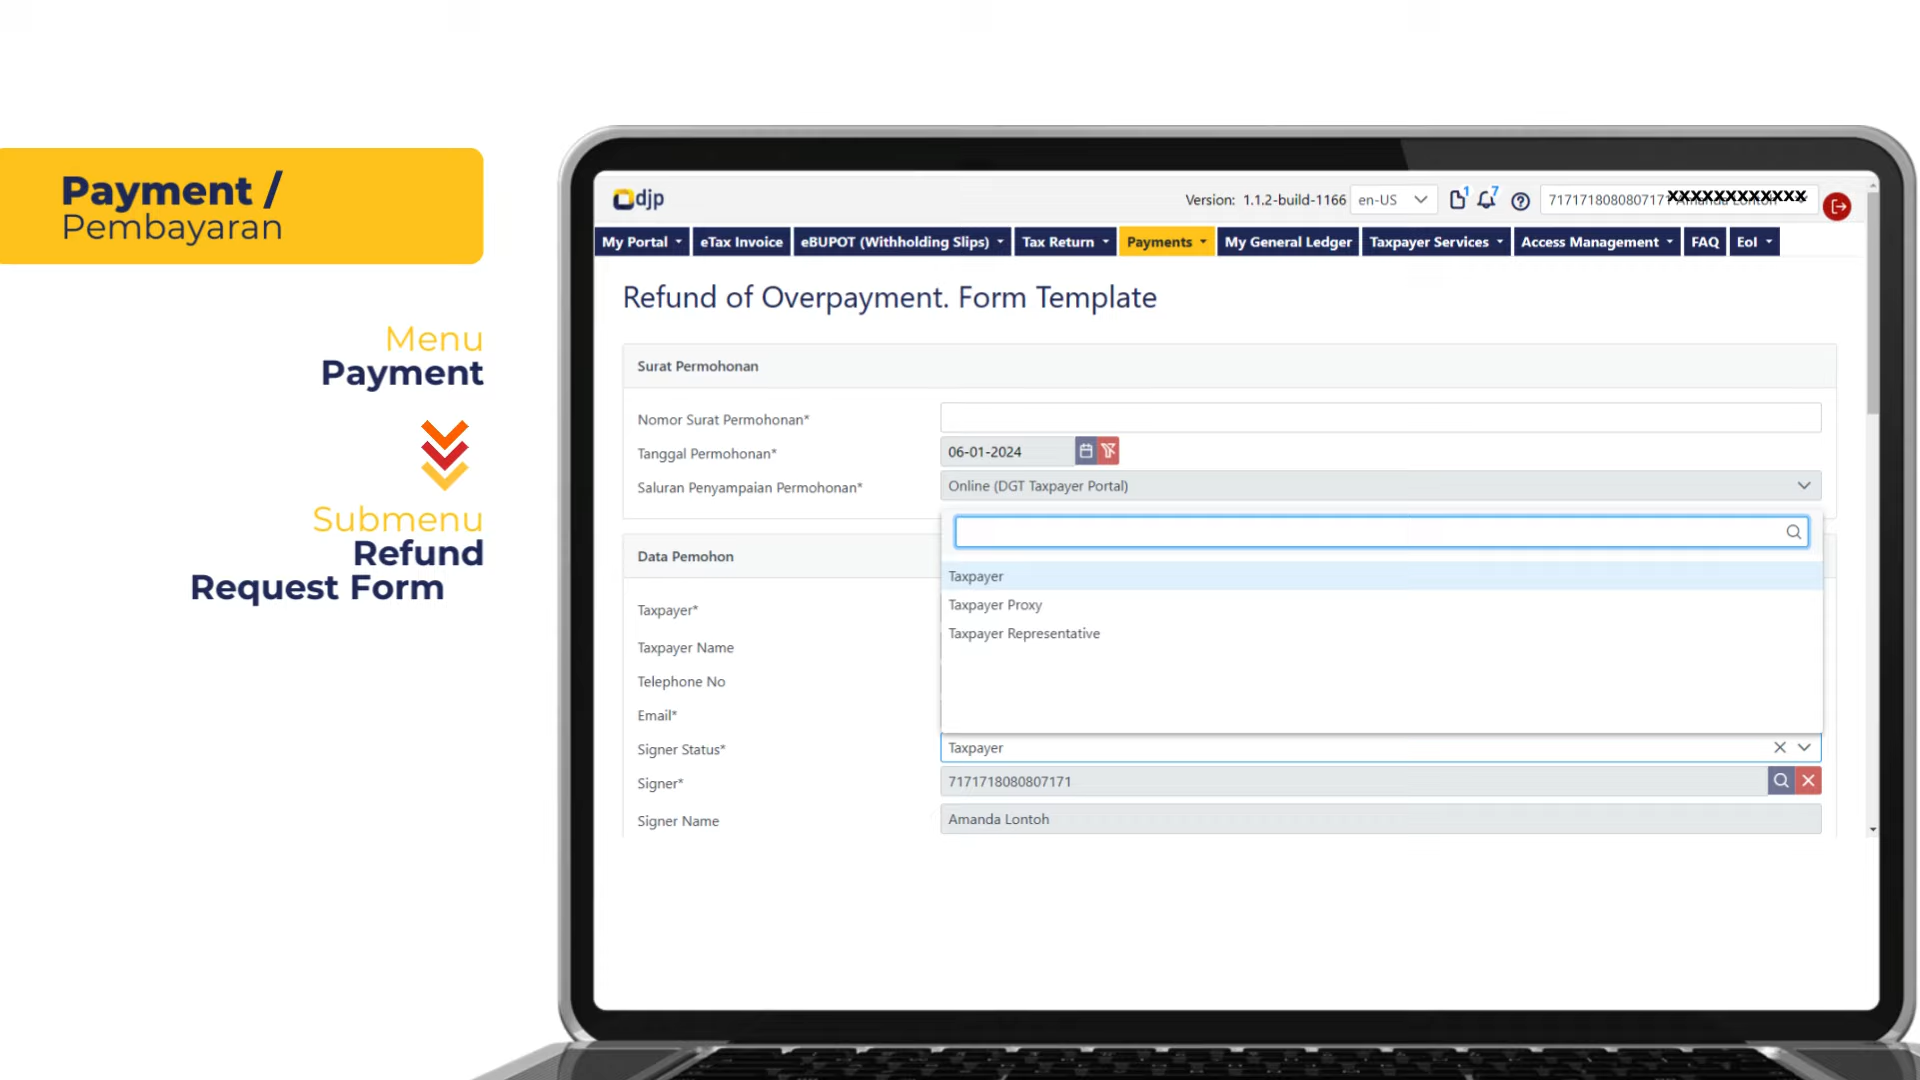 Payment /
Pembayaran
Menu
Payment
Submenu
Refund
Request Form
djp
Version: 1.1.2-build-1166
en-US
1
7
717171808080717
XXXXXXXXXXXX
My Portal
eTax Invoice
eBUPOT (Withholding Slips)
Tax Return
Payments
My General Ledger
Taxpayer Services
Access Management
FAQ
EoI
Refund of Overpayment. Form Template
Surat Permohonan
Nomor Surat Permohonan*
Tanggal Permohonan*
06-01-2024
Saluran Penyampaian Permohonan*
Online (DGT Taxpayer Portal)
Data Pemohon
Taxpayer
Taxpayer Proxy
Taxpayer Representative
Taxpayer*
Taxpayer Name
Telephone No
Email*
Signer Status*
Taxpayer
Signer*
7171718080807171
Signer Name
Amanda Lontoh